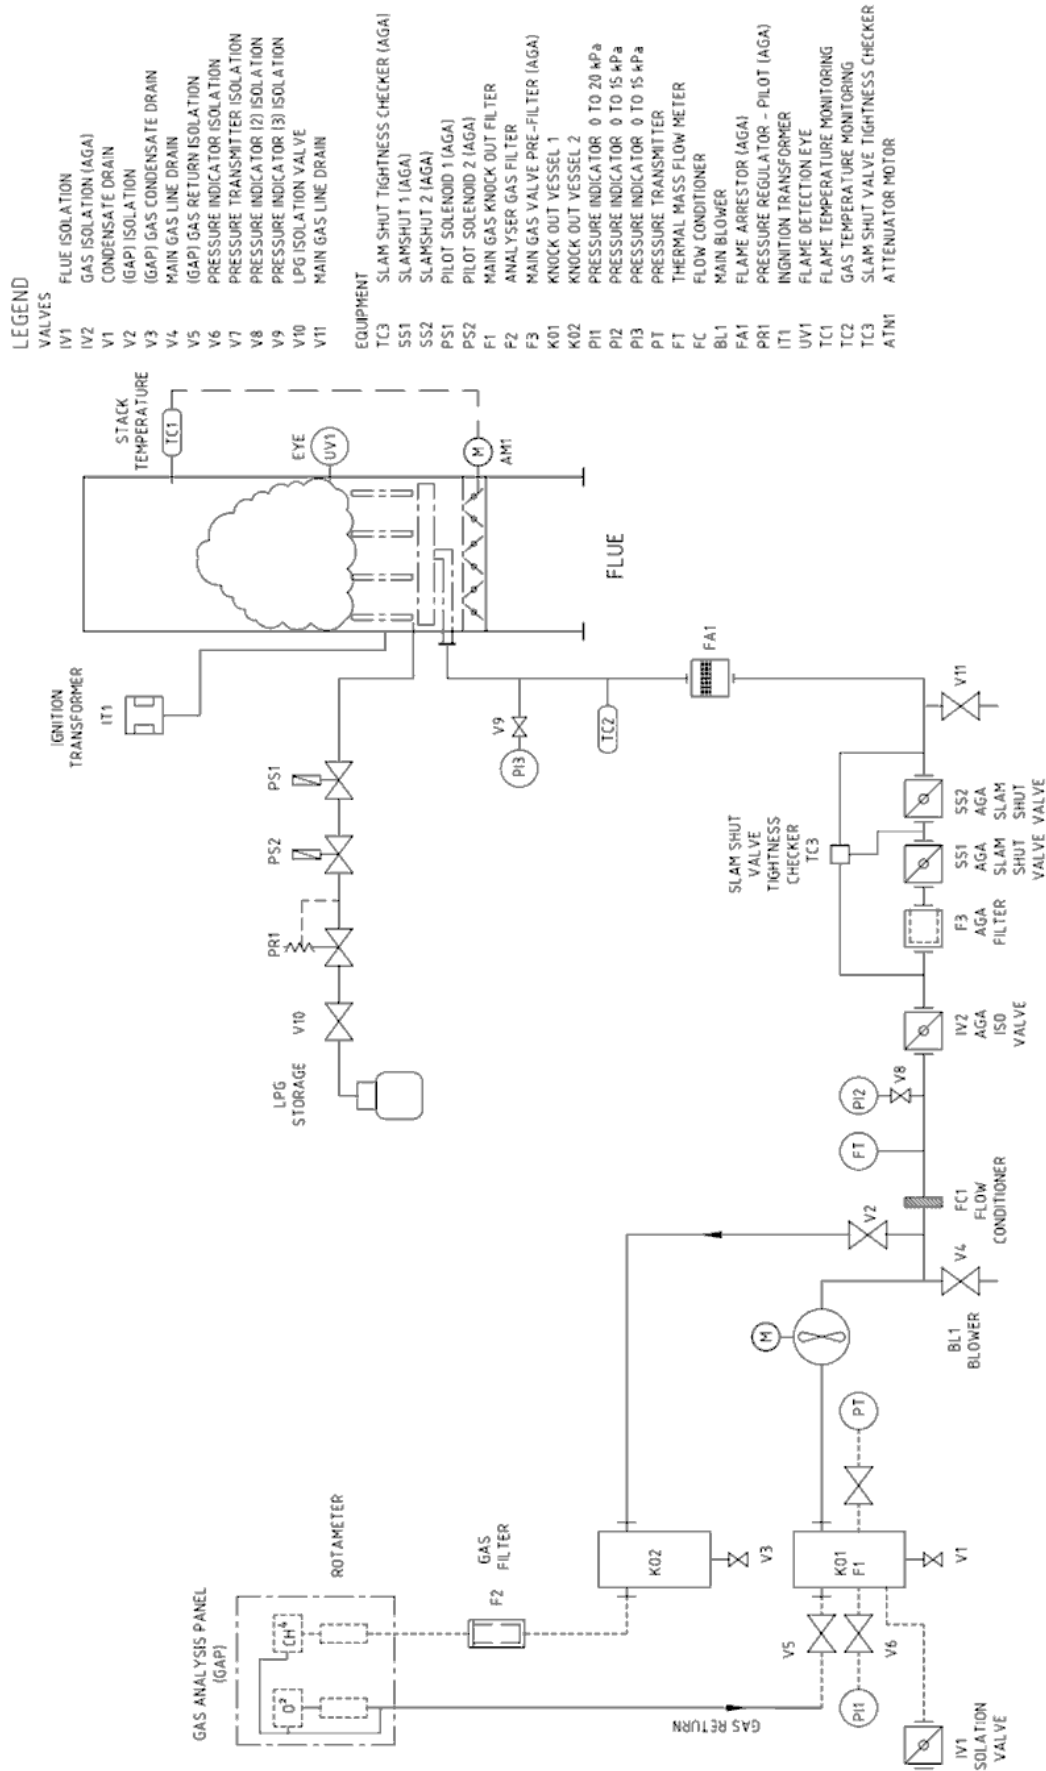 LEGEND
VALVES
IV1 FLUE ISOLATION
IV2 GAS ISOLATION (AGA)
V1 CONDENSATE DRAIN
V2 (GAP) ISOLATION
V3 (GAP) GAS CONDENSATE DRAIN
V4 MAIN GAS LINE DRAIN
V5 (GAP) GAS RETURN ISOLATION
V6 PRESSURE INDICATOR ISOLATION
V7 PRESSURE TRANSMITTER ISOLATION
V8 PRESSURE INDICATOR (2) ISOLATION
V9 PRESSURE INDICATOR (3) ISOLATION
V10 LPG ISOLATION VALVE
V11 MAIN GAS LINE DRAIN
EQUIPMENT
TC3 SLAM SHUT TIGHTNESS CHECKER (AGA)
SS1 SLAMSHUT 1 (AGA)
SS2 SLAMSHUT 2 (AGA)
PS1 PILOT SOLENOID 1 (AGA)
PS2 PILOT SOLENOID 2 (AGA)
F1 MAIN GAS KNOCK OUT FILTER
F2 ANALYSER GAS FILTER
F3 MAIN GAS VALVE PRE-FILTER (AGA)
K01 KNOCK OUT VESSEL 1
K02 KNOCK OUT VESSEL 2
PI1 PRESSURE INDICATOR 0 TO 20 kPa
PI2 PRESSURE INDICATOR 0 TO 15 kPa
PI3 PRESSURE INDICATOR 0 TO 15 kPa
PT PRESSURE TRANSMITTER
FT THERMAL MASS FLOW METER
FC FLOW CONDITIONER
BL1 MAIN BLOWER
FA1 FLAME ARRESTOR (AGA)
PR1 PRESSURE REGULATOR - PILOT (AGA)
IT1 INGNITION TRANSFORMER
UV1 FLAME DETECTION EYE
TC1 FLAME TEMPERATURE MONITORING
TC2 GAS TEMPERATURE MONITORING
TC3 SLAM SHUT VALVE TIGHTNESS CHECKER
ATN1 ATTENUATOR MOTOR
STACK
TEMPERATURE
TC1
EYE
UV1
M
AM1
FLUE
IGNITION
TRANSFORMER
IT1
PS1
PS2
PR1
V10
LPG
STORAGE
V9
PI3
TC2
FA1
V11
SLAM SHUT
VALVE
TIGHTNESS
CHECKER
TC3
SS2
AGA
SLAM
SHUT
VALVE
SS1
AGA
SLAM
SHUT
VALVE
F3
AGA
FILTER
IV2
AGA
ISO
VALVE
PI2
V8
FT
FC1
FLOW
CONDITIONER
V2
V4
M
BL1
BLOWER
PT
GAS ANALYSIS PANEL
(GAP)
ROTAMETER
CH⁴
O²
GAS
FILTER
F2
K02
V3
K01
F1
V1
V5
V6
PI1
GAS RETURN
IV1
SOLATION
VALVE